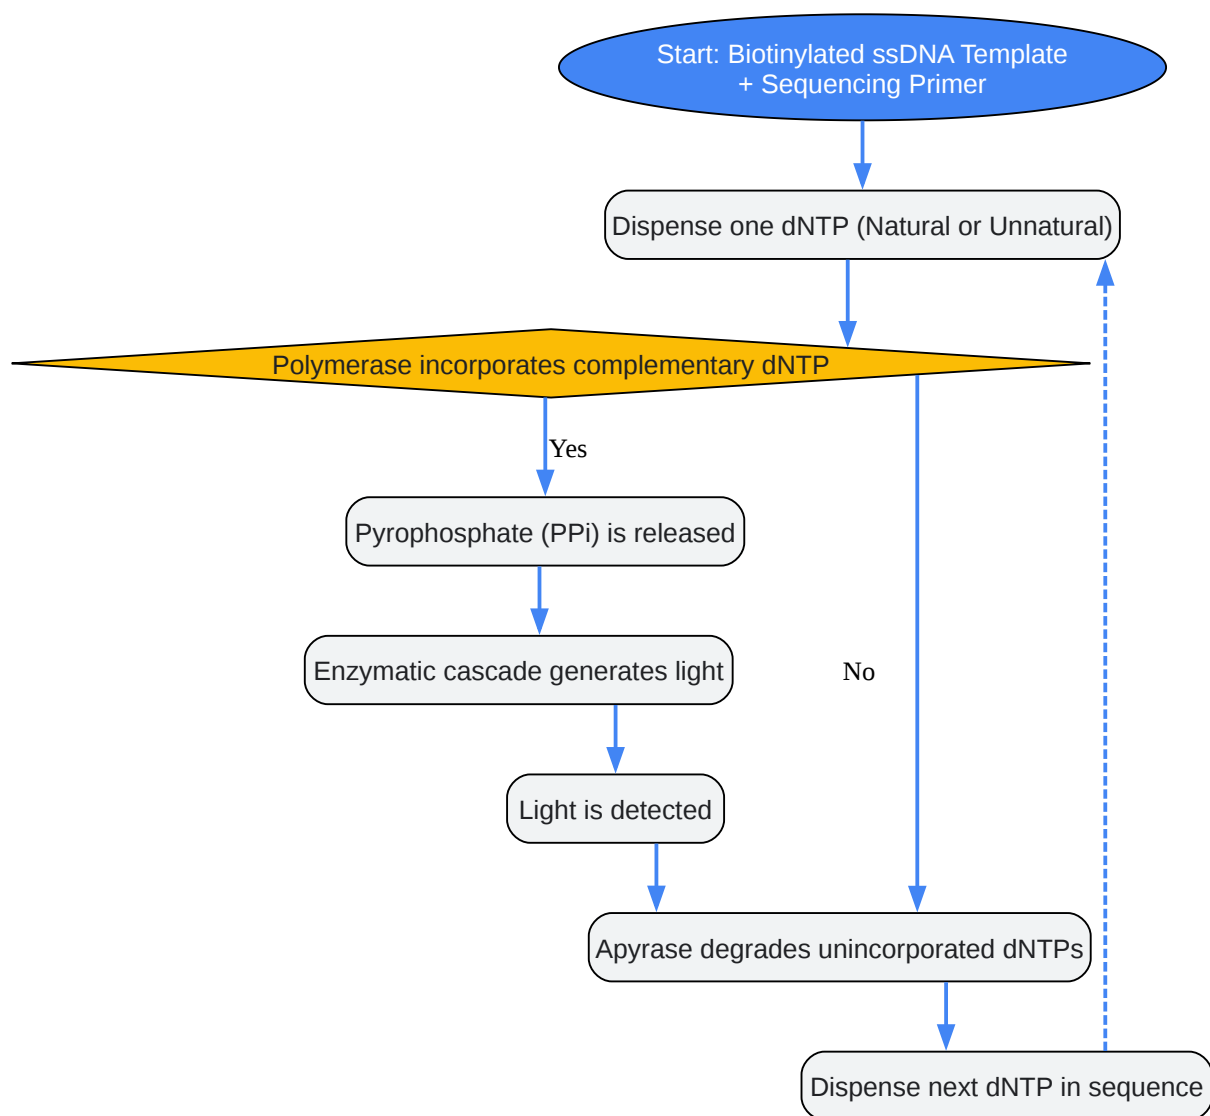 Start: Biotinylated ssDNA Template
+ Sequencing Primer
Dispense one dNTP (Natural or Unnatural)
Polymerase incorporates complementary dNTP
Yes
Pyrophosphate (PPi) is released
Enzymatic cascade generates light
No
Light is detected
Apyrase degrades unincorporated dNTPs
Dispense next dNTP in sequence